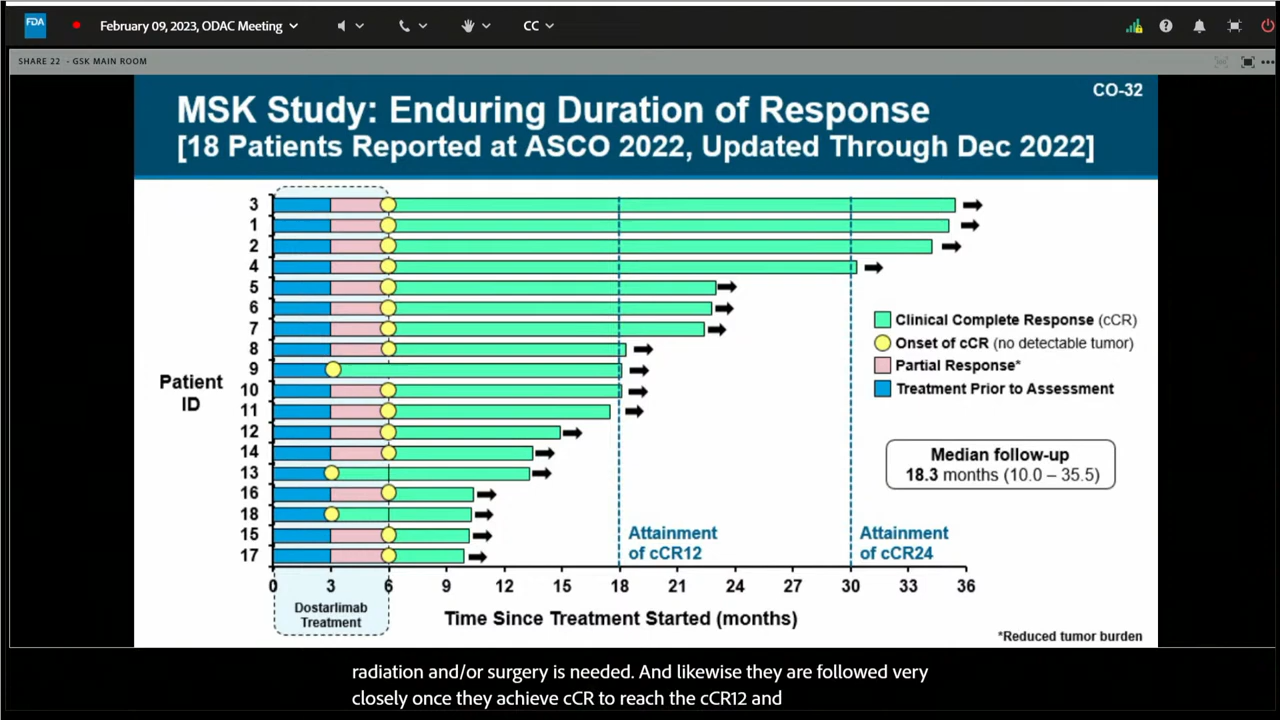 FDA
February 09, 2023, ODAC Meeting
CC
SHARE 22 - GSK MAIN ROOM
CO-32
MSK Study: Enduring Duration of Response
[18 Patients Reported at ASCO 2022, Updated Through Dec 2022]
Patient
ID
3
1
2
4
5
6
7
8
9
10
11
12
14
13
16
18
15
17
Clinical Complete Response (cCR)
Onset of cCR (no detectable tumor)
Partial Response*
Treatment Prior to Assessment
Median follow-up
18.3 months (10.0 – 35.5)
Attainment
of cCR12
Attainment
of cCR24
0 3 6 9 12 15 18 21 24 27 30 33 36
Dostarlimab
Treatment
Time Since Treatment Started (months)
*Reduced tumor burden
radiation and/or surgery is needed. And likewise they are followed very
closely once they achieve cCR to reach the cCR12 and